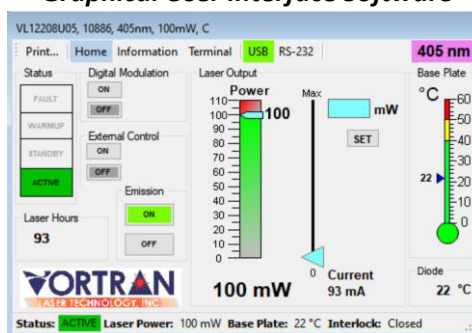 Graphical User Interface Software
VL12208U05, 10886, 405nm, 100mW, C
Print... Home Information Terminal USB RS-232 405 nm
Status
FAULT
WARMUP
STANDBY
ACTIVE
Digital Modulation
ON
OFF
External Control
ON
OFF
Emission
ON
OFF
Laser Hours
93
VORTRAN
LASER TECHNOLOGY, INC.
Laser Output
Power
110
100
90
80
70
60
50
40
30
20
10
0
100
100 mW
Max
0
mW
SET
Current
93 mA
Base Plate
°C
60
50
40
30
20
10
0
22
Diode
22 °C
Status: ACTIVE Laser Power: 100 mW Base Plate: 22 °C Interlock: Closed